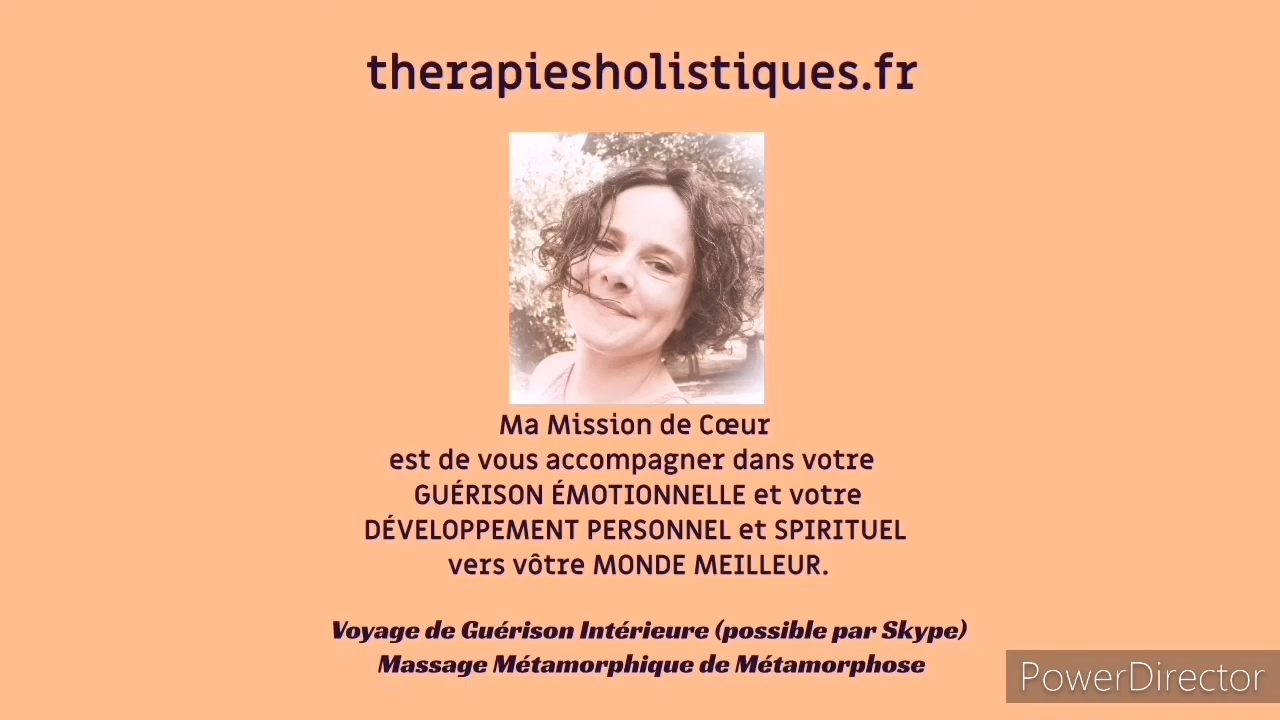 therapiesholistiques.fr
Ma Mission de Cœur
est de vous accompagner dans votre
GUÉRISON ÉMOTIONNELLE et votre
DÉVELOPPEMENT PERSONNEL et SPIRITUEL
vers vôtre MONDE MEILLEUR.
Voyage de Guérison Intérieure (possible par Skype)
Massage Métamorphique de Métamorphose
PowerDirector